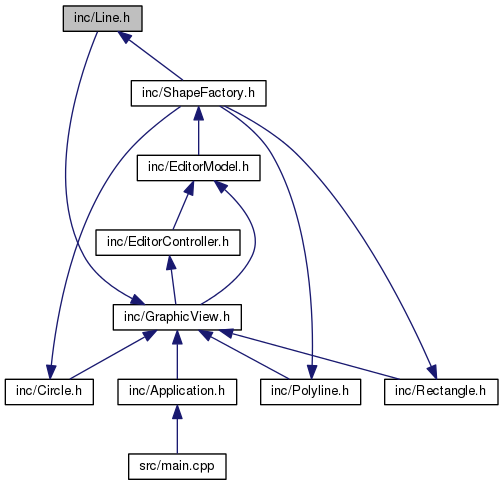 inc/Line.h
inc/ShapeFactory.h
inc/EditorModel.h
inc/EditorController.h
inc/GraphicView.h
inc/Circle.h
inc/Application.h
inc/Polyline.h
inc/Rectangle.h
src/main.cpp